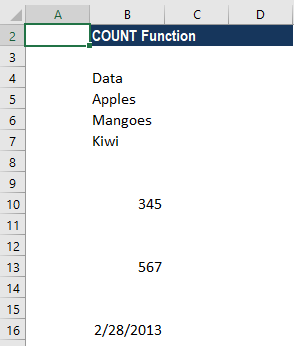 A B C D
2 COUNT Function
3
4 Data
5 Apples
6 Mangoes
7 Kiwi
8
9
10 345
11
12
13 567
14
15
16 2/28/2013